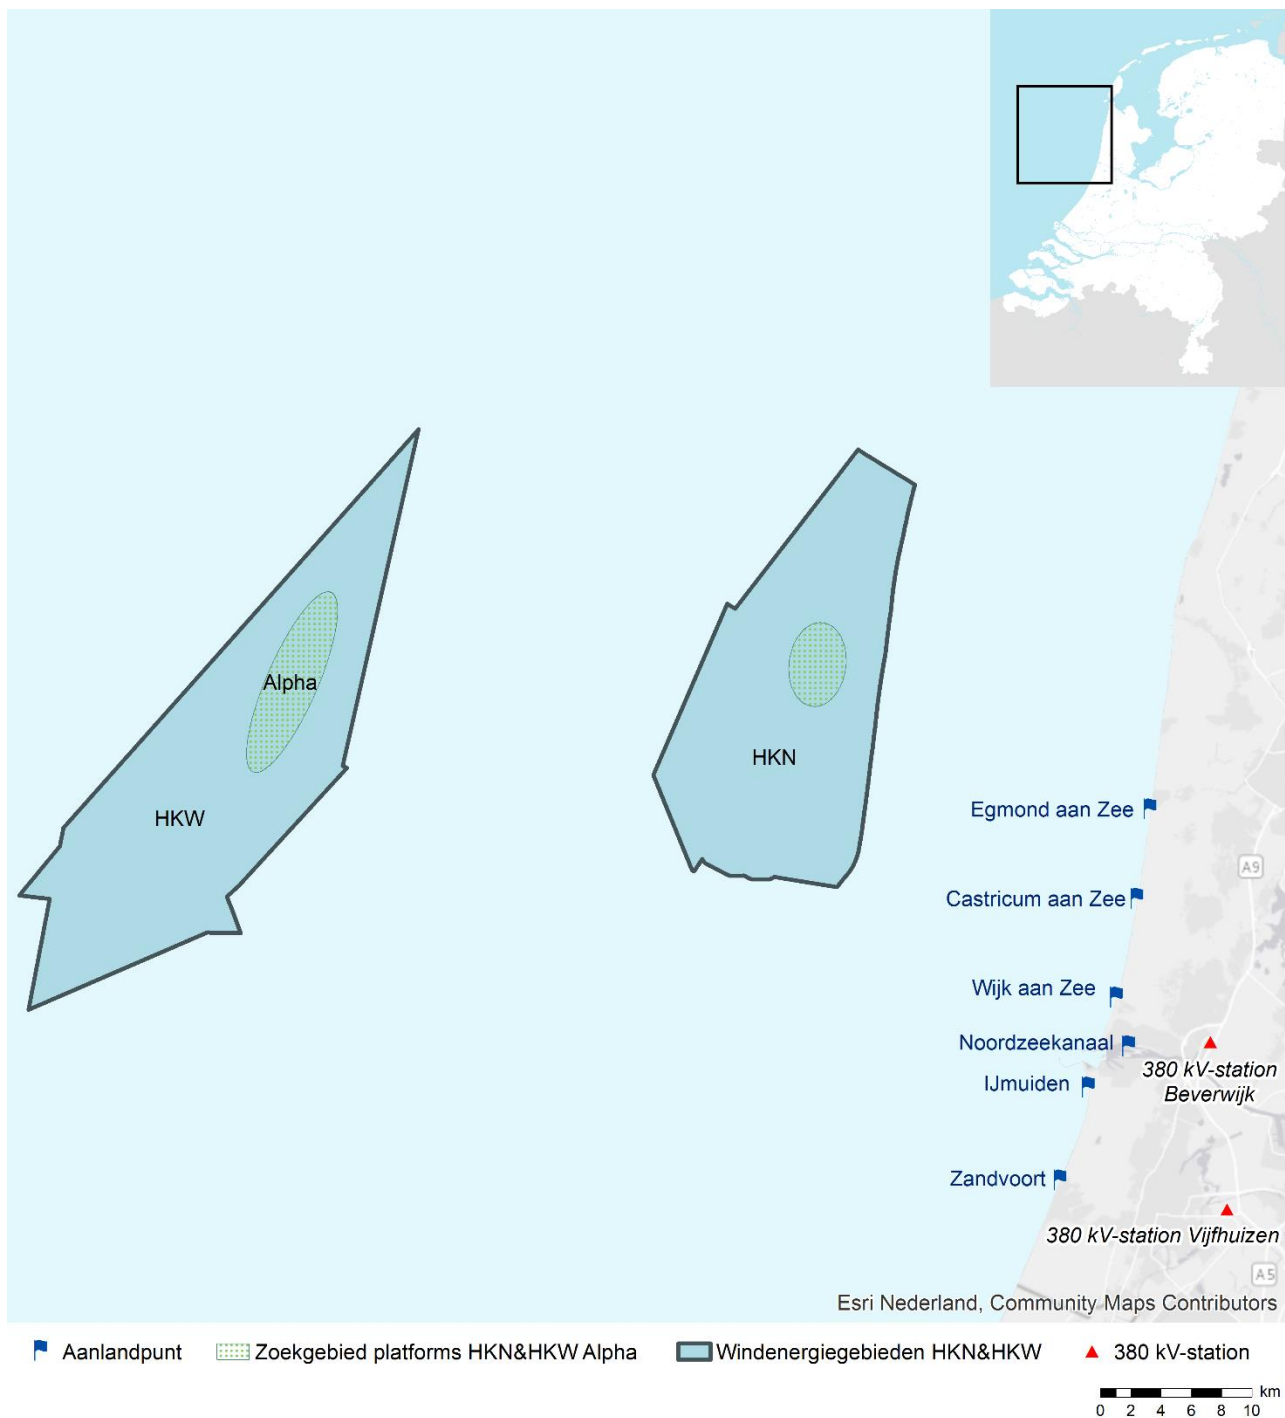 Alpha
HKN
HKW
Egmond aan Zee
A9
Castricum aan Zee
Wijk aan Zee
Noordzeekanaal
380 kV-station
Beverwijk
IJmuiden
Zandvoort
380 kV-station Vijfhuizen
A5
Esri Nederland, Community Maps Contributors
Aanlandpunt
Zoekgebied platforms HKN&HKW Alpha
Windenergiegebieden HKN&HKW
380 kV-station
km
0 2 4 6 8 10